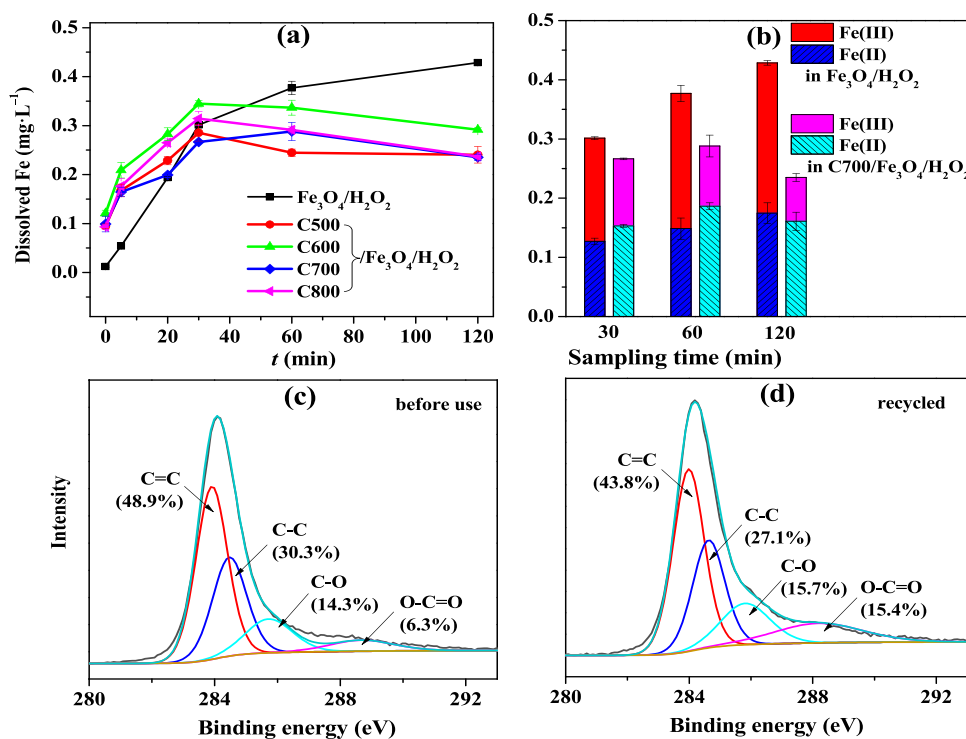 (a)
Dissolved Fe (mg·L⁻¹)
0.5
0.4
0.3
0.2
0.1
0.0
Fe₃O₄/H₂O₂
C500
C600
C700
C800
/Fe₃O₄/H₂O₂
0 20 40 60 80 100 120
t (min)
(b)
0.5
0.4
0.3
0.2
0.1
0.0
Fe(III)
Fe(II)
in Fe₃O₄/H₂O₂
Fe(III)
Fe(II)
in C700/Fe₃O₄/H₂O₂
30 60 120
Sampling time (min)
(c)
before use
Intensity
C=C
(48.9%)
C-C
(30.3%)
C-O
(14.3%)
O-C=O
(6.3%)
280 284 288 292
Binding energy (eV)
(d)
recycled
C=C
(43.8%)
C-C
(27.1%)
C-O
(15.7%)
O-C=O
(15.4%)
280 284 288 292
Binding energy (eV)